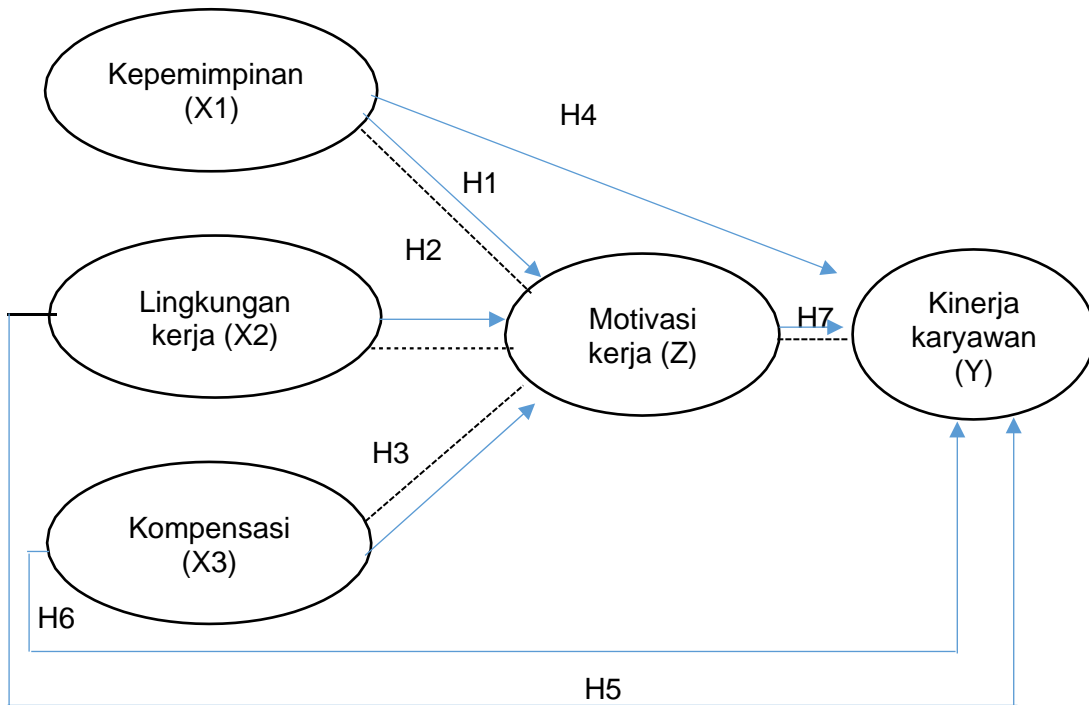 Kepemimpinan
(X1)
H4
H1
H2
Lingkungan
kerja (X2)
Motivasi
kerja (Z)
H7
Kinerja
karyawan
(Y)
H3
Kompensasi
(X3)
H6
H5